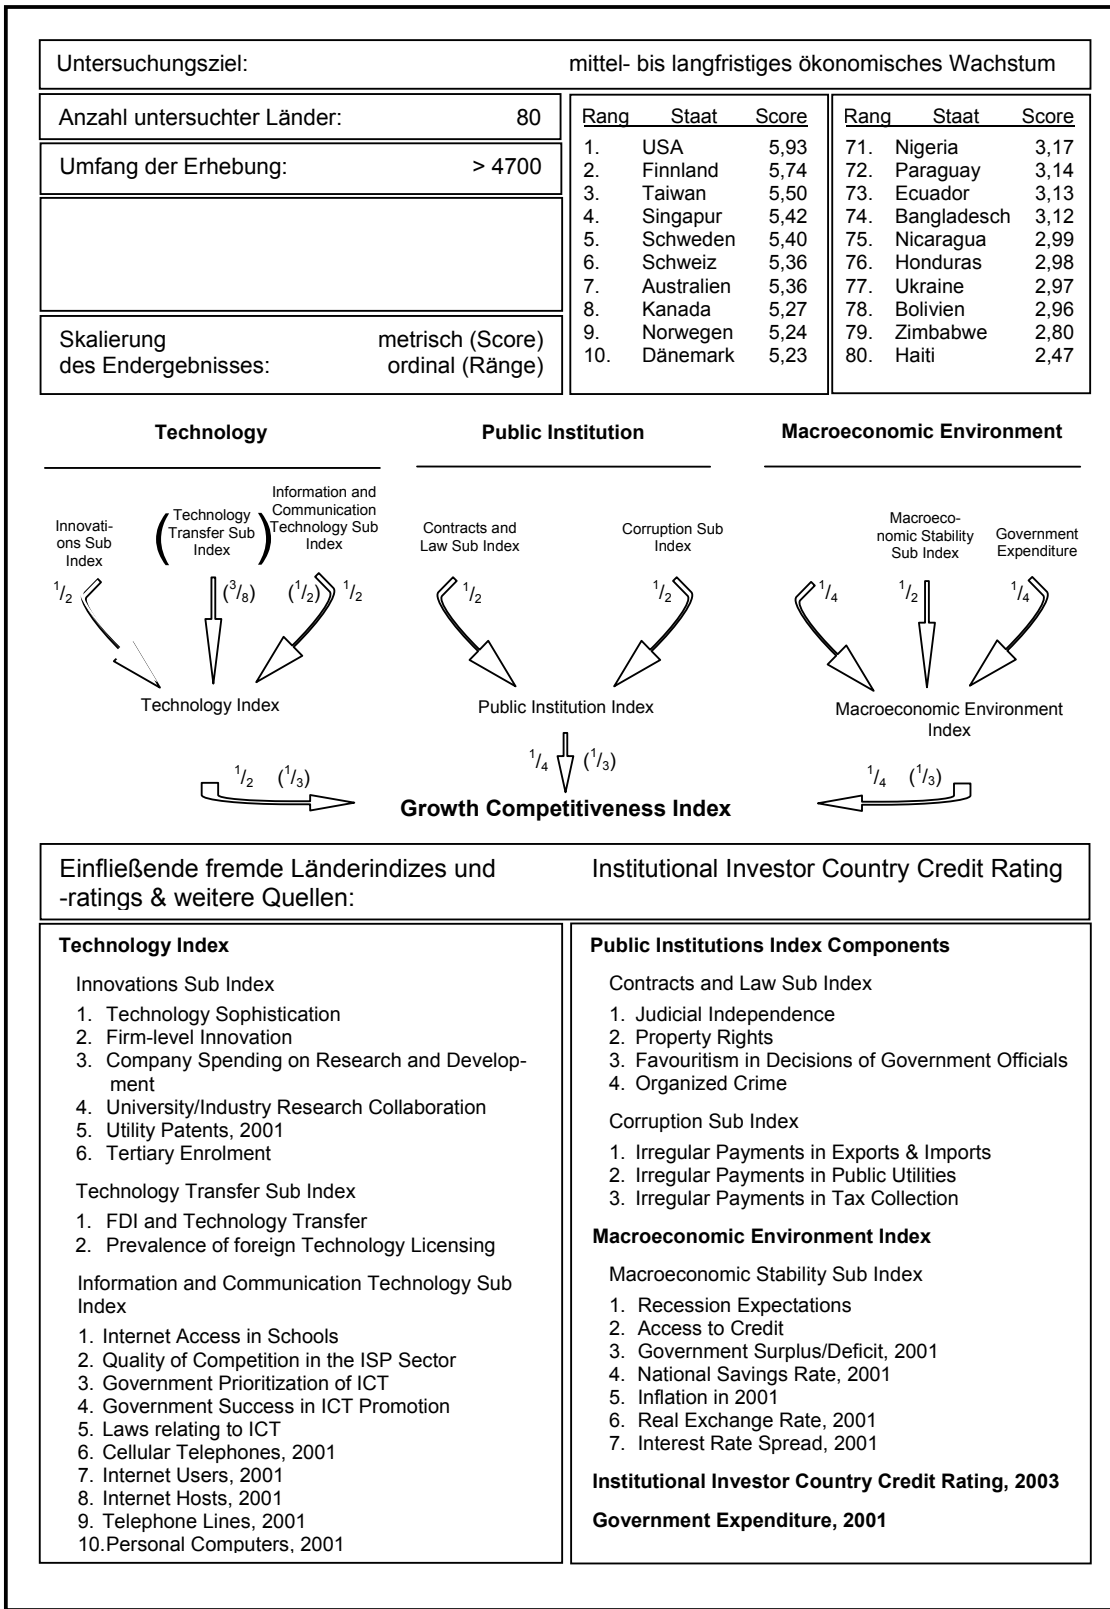 Untersuchungsziel: mittel- bis langfristiges ökonomisches Wachstum
Anzahl untersuchter Länder: 80
Umfang der Erhebung: > 4700
Skalierung metrisch (Score)
des Endergebnisses: ordinal (Ränge)
Rang Staat Score
1. USA 5,93
2. Finnland 5,74
3. Taiwan 5,50
4. Singapur 5,42
5. Schweden 5,40
6. Schweiz 5,36
7. Australien 5,36
8. Kanada 5,27
9. Norwegen 5,24
10. Dänemark 5,23
Rang Staat Score
71. Nigeria 3,17
72. Paraguay 3,14
73. Ecuador 3,13
74. Bangladesch 3,12
75. Nicaragua 2,99
76. Honduras 2,98
77. Ukraine 2,97
78. Bolivien 2,96
79. Zimbabwe 2,80
80. Haiti 2,47
Technology
Innovati-
ons Sub
Index
(Technology
Transfer Sub
Index)
Information and
Communication
Technology Sub
Index
1/2 (3/8) (1/2) 1/2
Technology Index
Public Institution
Contracts and
Law Sub Index
Corruption Sub
Index
1/2 1/2
Public Institution Index
Macroeconomic Environment
Macroeco-
nomic Stability
Sub Index
Government
Expenditure
1/4 1/2 1/4
Macroeconomic Environment
Index
1/2 (1/3) 1/4 (1/3) 1/4 (1/3)
Growth Competitiveness Index
Einfließende fremde Länderindizes und
-ratings & weitere Quellen:
Institutional Investor Country Credit Rating
Technology Index
Innovations Sub Index
1. Technology Sophistication
2. Firm-level Innovation
3. Company Spending on Research and Develop-
ment
4. University/Industry Research Collaboration
5. Utility Patents, 2001
6. Tertiary Enrolment
Technology Transfer Sub Index
1. FDI and Technology Transfer
2. Prevalence of foreign Technology Licensing
Information and Communication Technology Sub
Index
1. Internet Access in Schools
2. Quality of Competition in the ISP Sector
3. Government Prioritization of ICT
4. Government Success in ICT Promotion
5. Laws relating to ICT
6. Cellular Telephones, 2001
7. Internet Users, 2001
8. Internet Hosts, 2001
9. Telephone Lines, 2001
10.Personal Computers, 2001
Public Institutions Index Components
Contracts and Law Sub Index
1. Judicial Independence
2. Property Rights
3. Favouritism in Decisions of Government Officials
4. Organized Crime
Corruption Sub Index
1. Irregular Payments in Exports & Imports
2. Irregular Payments in Public Utilities
3. Irregular Payments in Tax Collection
Macroeconomic Environment Index
Macroeconomic Stability Sub Index
1. Recession Expectations
2. Access to Credit
3. Government Surplus/Deficit, 2001
4. National Savings Rate, 2001
5. Inflation in 2001
6. Real Exchange Rate, 2001
7. Interest Rate Spread, 2001
Institutional Investor Country Credit Rating, 2003
Government Expenditure, 2001